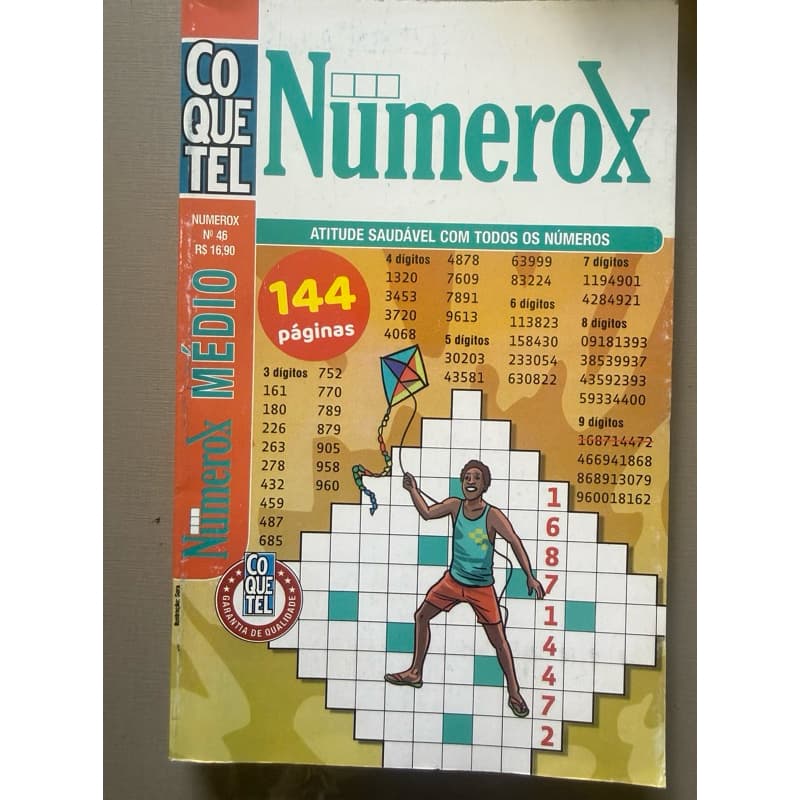 CO
QUE
TEL
Numerox
NUMEROX
Nº 46
R$ 16,90
ATITUDE SAUDÁVEL COM TODOS OS NÚMEROS
144
páginas
Numerox MÉDIO
3 dígitos
161
180
226
263
278
432
459
487
685
752
770
789
879
905
958
960
4 dígitos
1320
3453
3720
4068
4878
7609
7891
9613
5 dígitos
30203
43581
63999
83224
6 dígitos
113823
158430
233054
630822
7 dígitos
1194901
4284921
8 dígitos
09181393
38539937
43592393
59334400
9 dígitos
168714472
466941868
868913079
960018162
1
6
8
7
1
4
4
7
2
CO
QUE
TEL
GARANTIA DE QUALIDADE
Ilustração: Sara